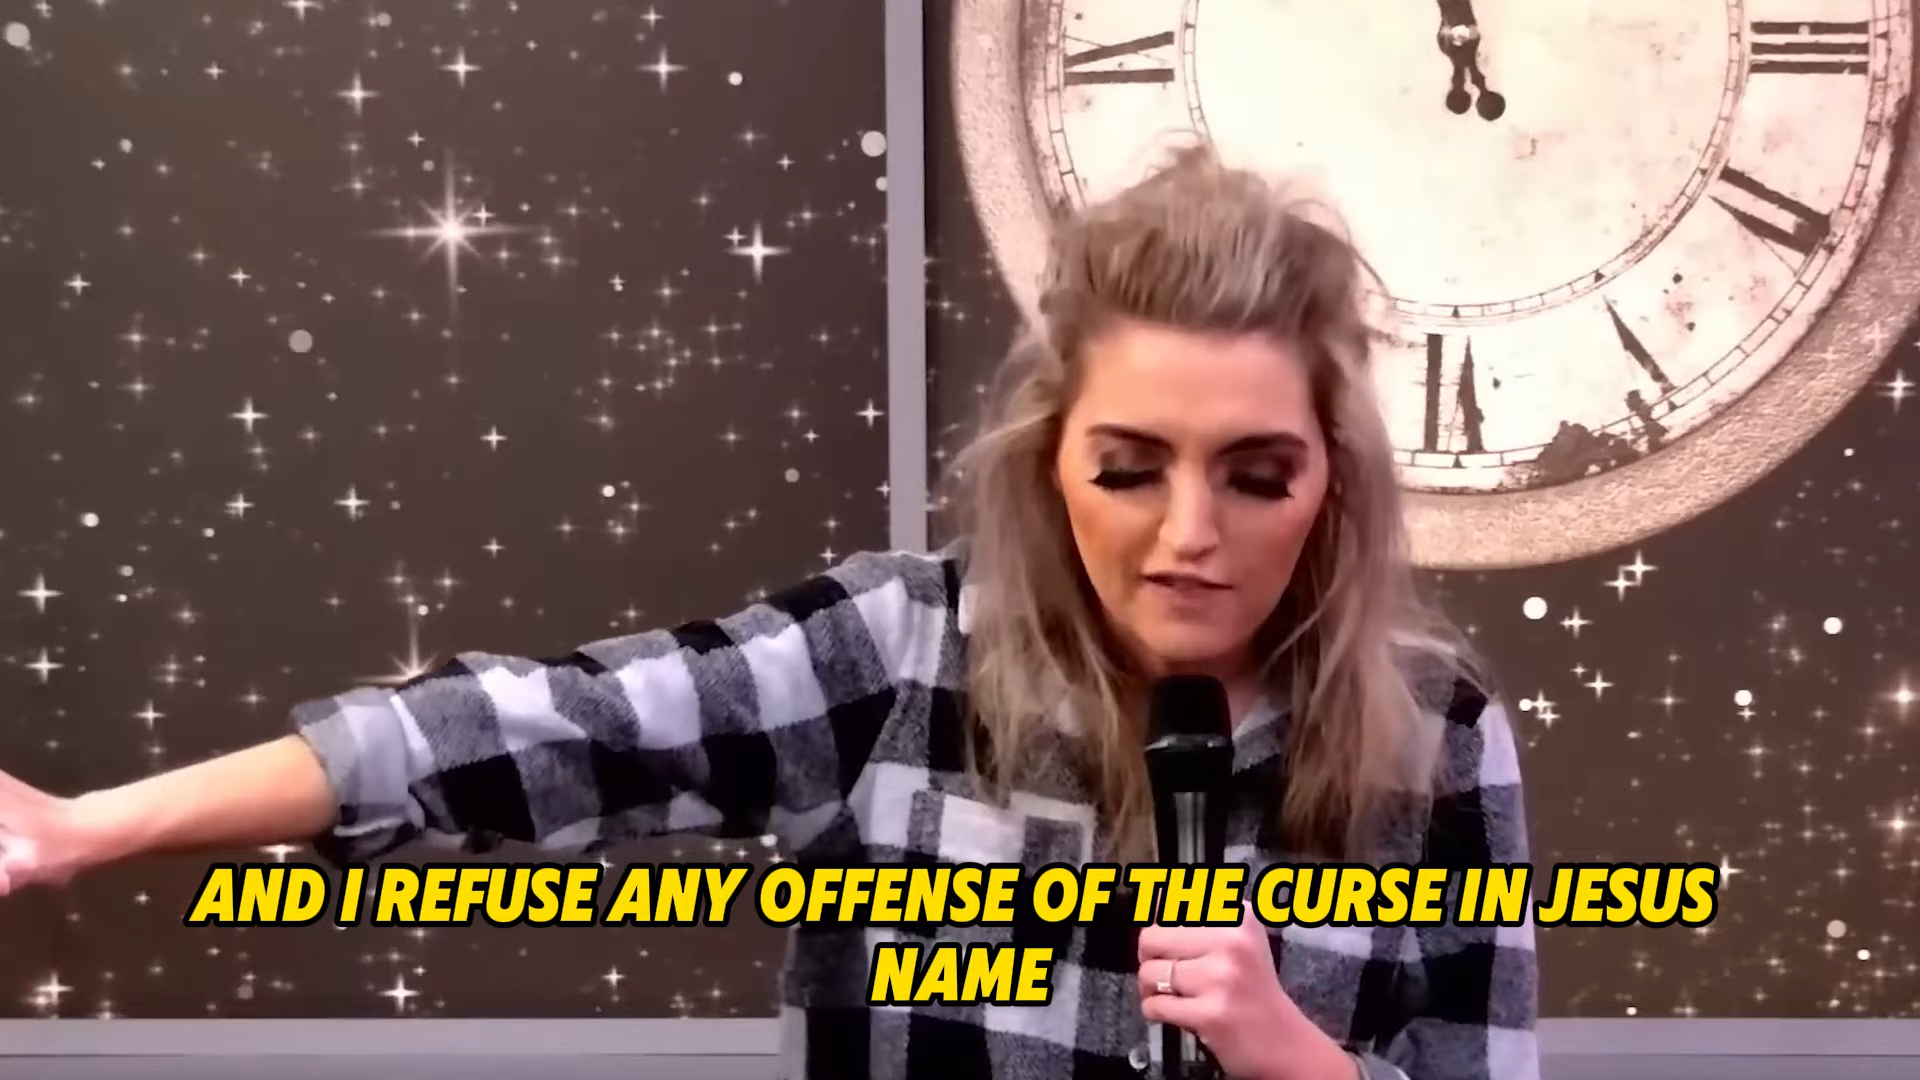 AND I REFUSE ANY OFFENSE OF THE CURSE IN JESUS
NAME